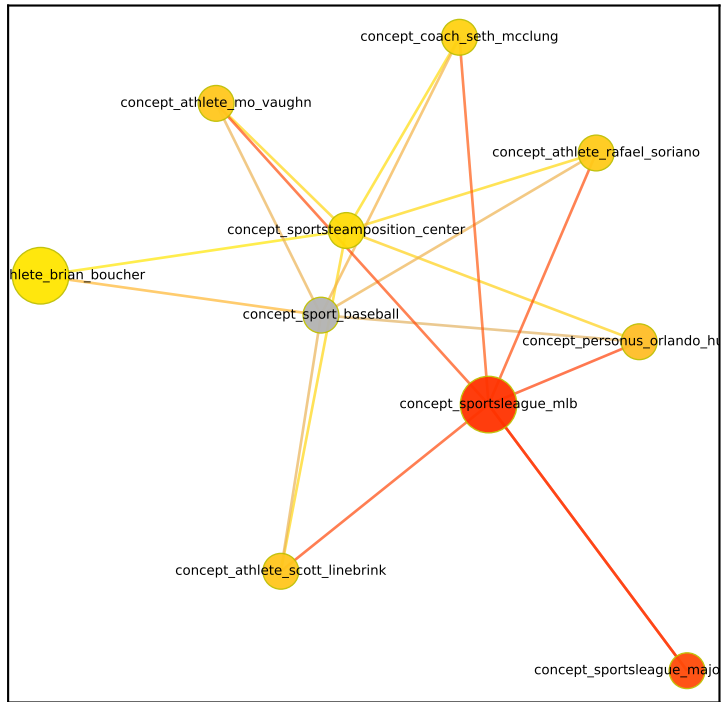 concept_coach_seth_mcclung
concept_athlete_mo_vaughn
concept_athlete_rafael_soriano
concept_sportsteamposition_center
hlete_brian_boucher
concept_sport_baseball
concept_personus_orlando_hu
concept_sportsleague_mlb
concept_athlete_scott_linebrink
concept_sportsleague_majo